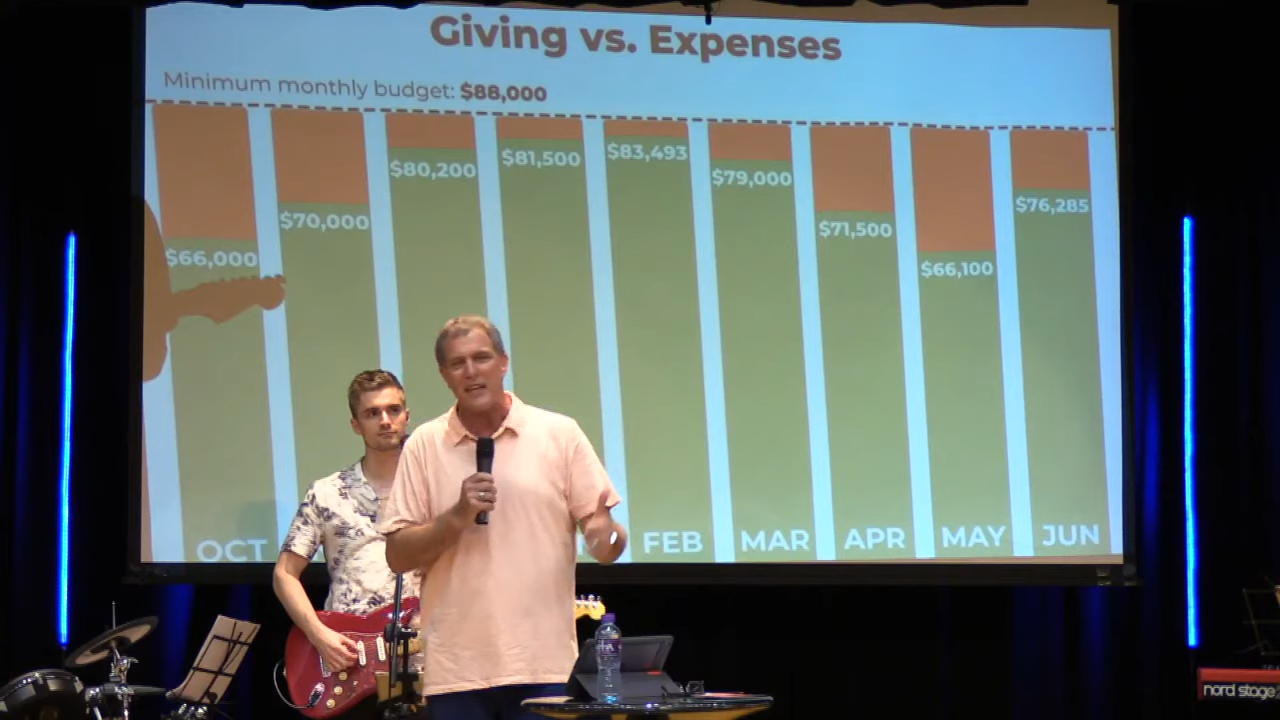 Giving vs. Expenses
Minimum monthly budget: $88,000
$66,000
$70,000
$80,200
$81,500
$83,493
$79,000
$71,500
$66,100
$76,285
OCT
FEB
MAR
APR
MAY
JUN
nord stage